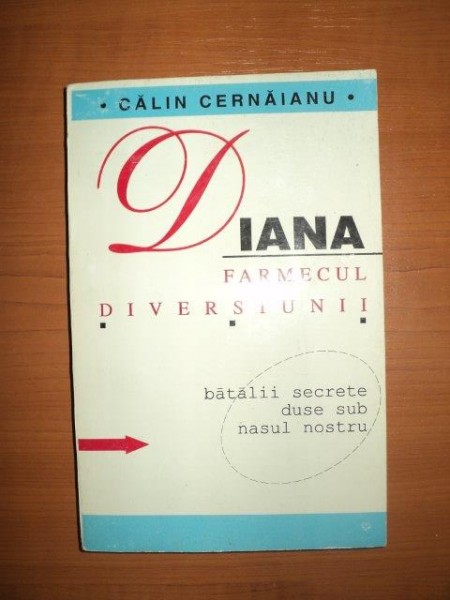 • CĂLIN CERNĂIANU •
DIANA
FARMECUL
DIVERSIUNII
bătălii secrete
duse sub
nasul nostru